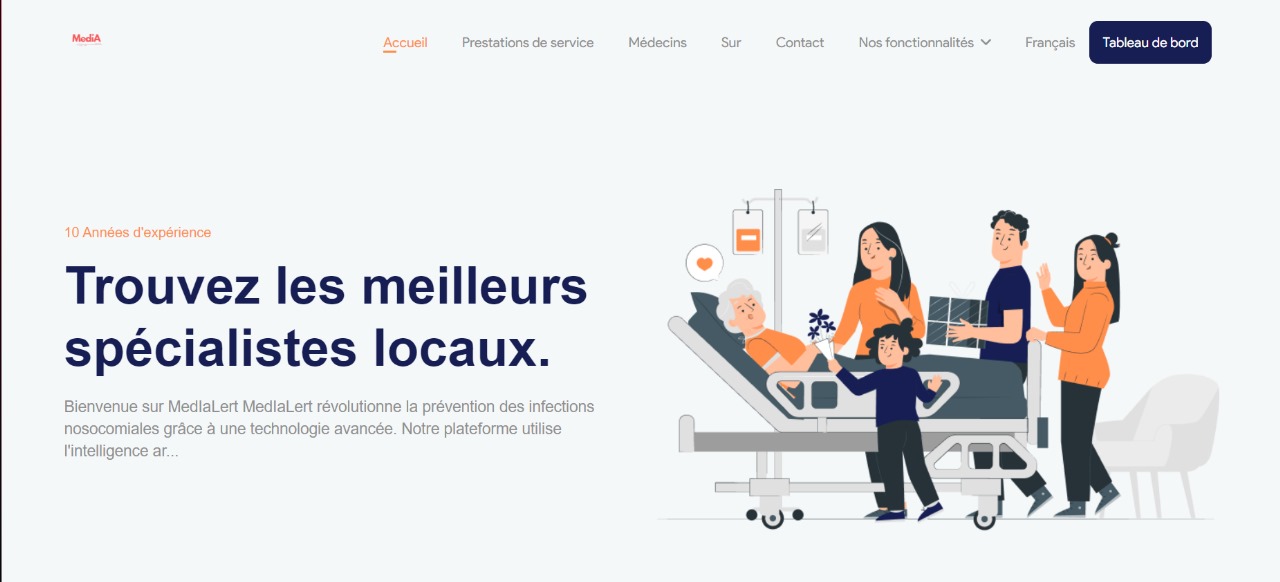 MediA
Accueil Prestations de service Médecins Sur Contact Nos fonctionnalités Français Tableau de bord
10 Années d'expérience
Trouvez les meilleurs
spécialistes locaux.
Bienvenue sur MedIaLert MedIaLert révolutionne la prévention des infections
nosocomiales grâce à une technologie avancée. Notre plateforme utilise
l'intelligence ar...